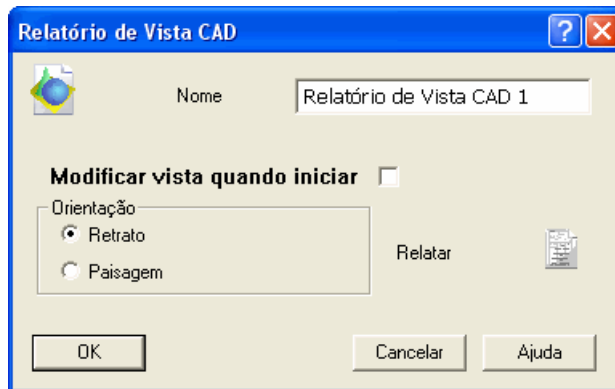 Relatório de Vista CAD
Nome
Relatório de Vista CAD 1
Modificar vista quando iniciar
Orientação
Retrato
Paisagem
Relatar
OK
Cancelar
Ajuda